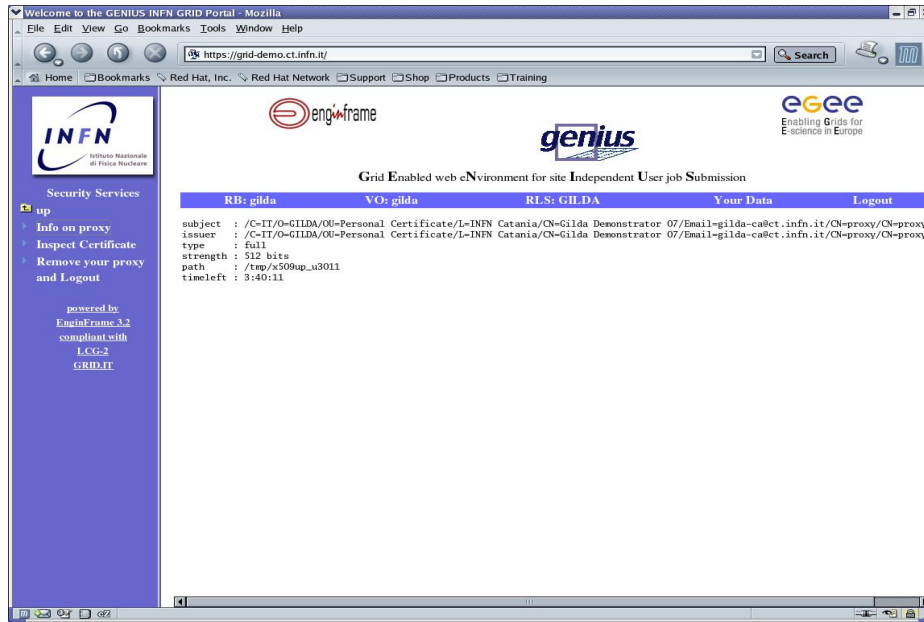 Welcome to the GENIUS INFN GRID Portal - Mozilla
File Edit View Go Bookmarks Tools Window Help
https://grid-demo.ct.infn.it/
Search
Home Bookmarks Red Hat, Inc. Red Hat Network Support Shop Products Training
INFN
Istituto Nazionale
di Fisica Nucleare
enginframe
genius
egee
Enabling Grids for
E-science in Europe
Grid Enabled web eNvironment for site Independent User job Submission
Security Services
up
Info on proxy
Inspect Certificate
Remove your proxy
and Logout
powered by
EnginFrame 3.2
compliant with
LCG-2
GRID.IT
RB: gilda VO: gilda RLS: GILDA Your Data Logout
subject : /C=IT/O=GILDA/OU=Personal Certificate/L=INFN Catania/CN=Gilda Demonstrator 07/Email=gilda-ca@ct.infn.it/CN=proxy/CN=proxy
issuer : /C=IT/O=GILDA/OU=Personal Certificate/L=INFN Catania/CN=Gilda Demonstrator 07/Email=gilda-ca@ct.infn.it/CN=proxy/CN=proxy
type : full
strength : 512 bits
path : /tmp/x509up_u3011
timeleft : 3:40:11